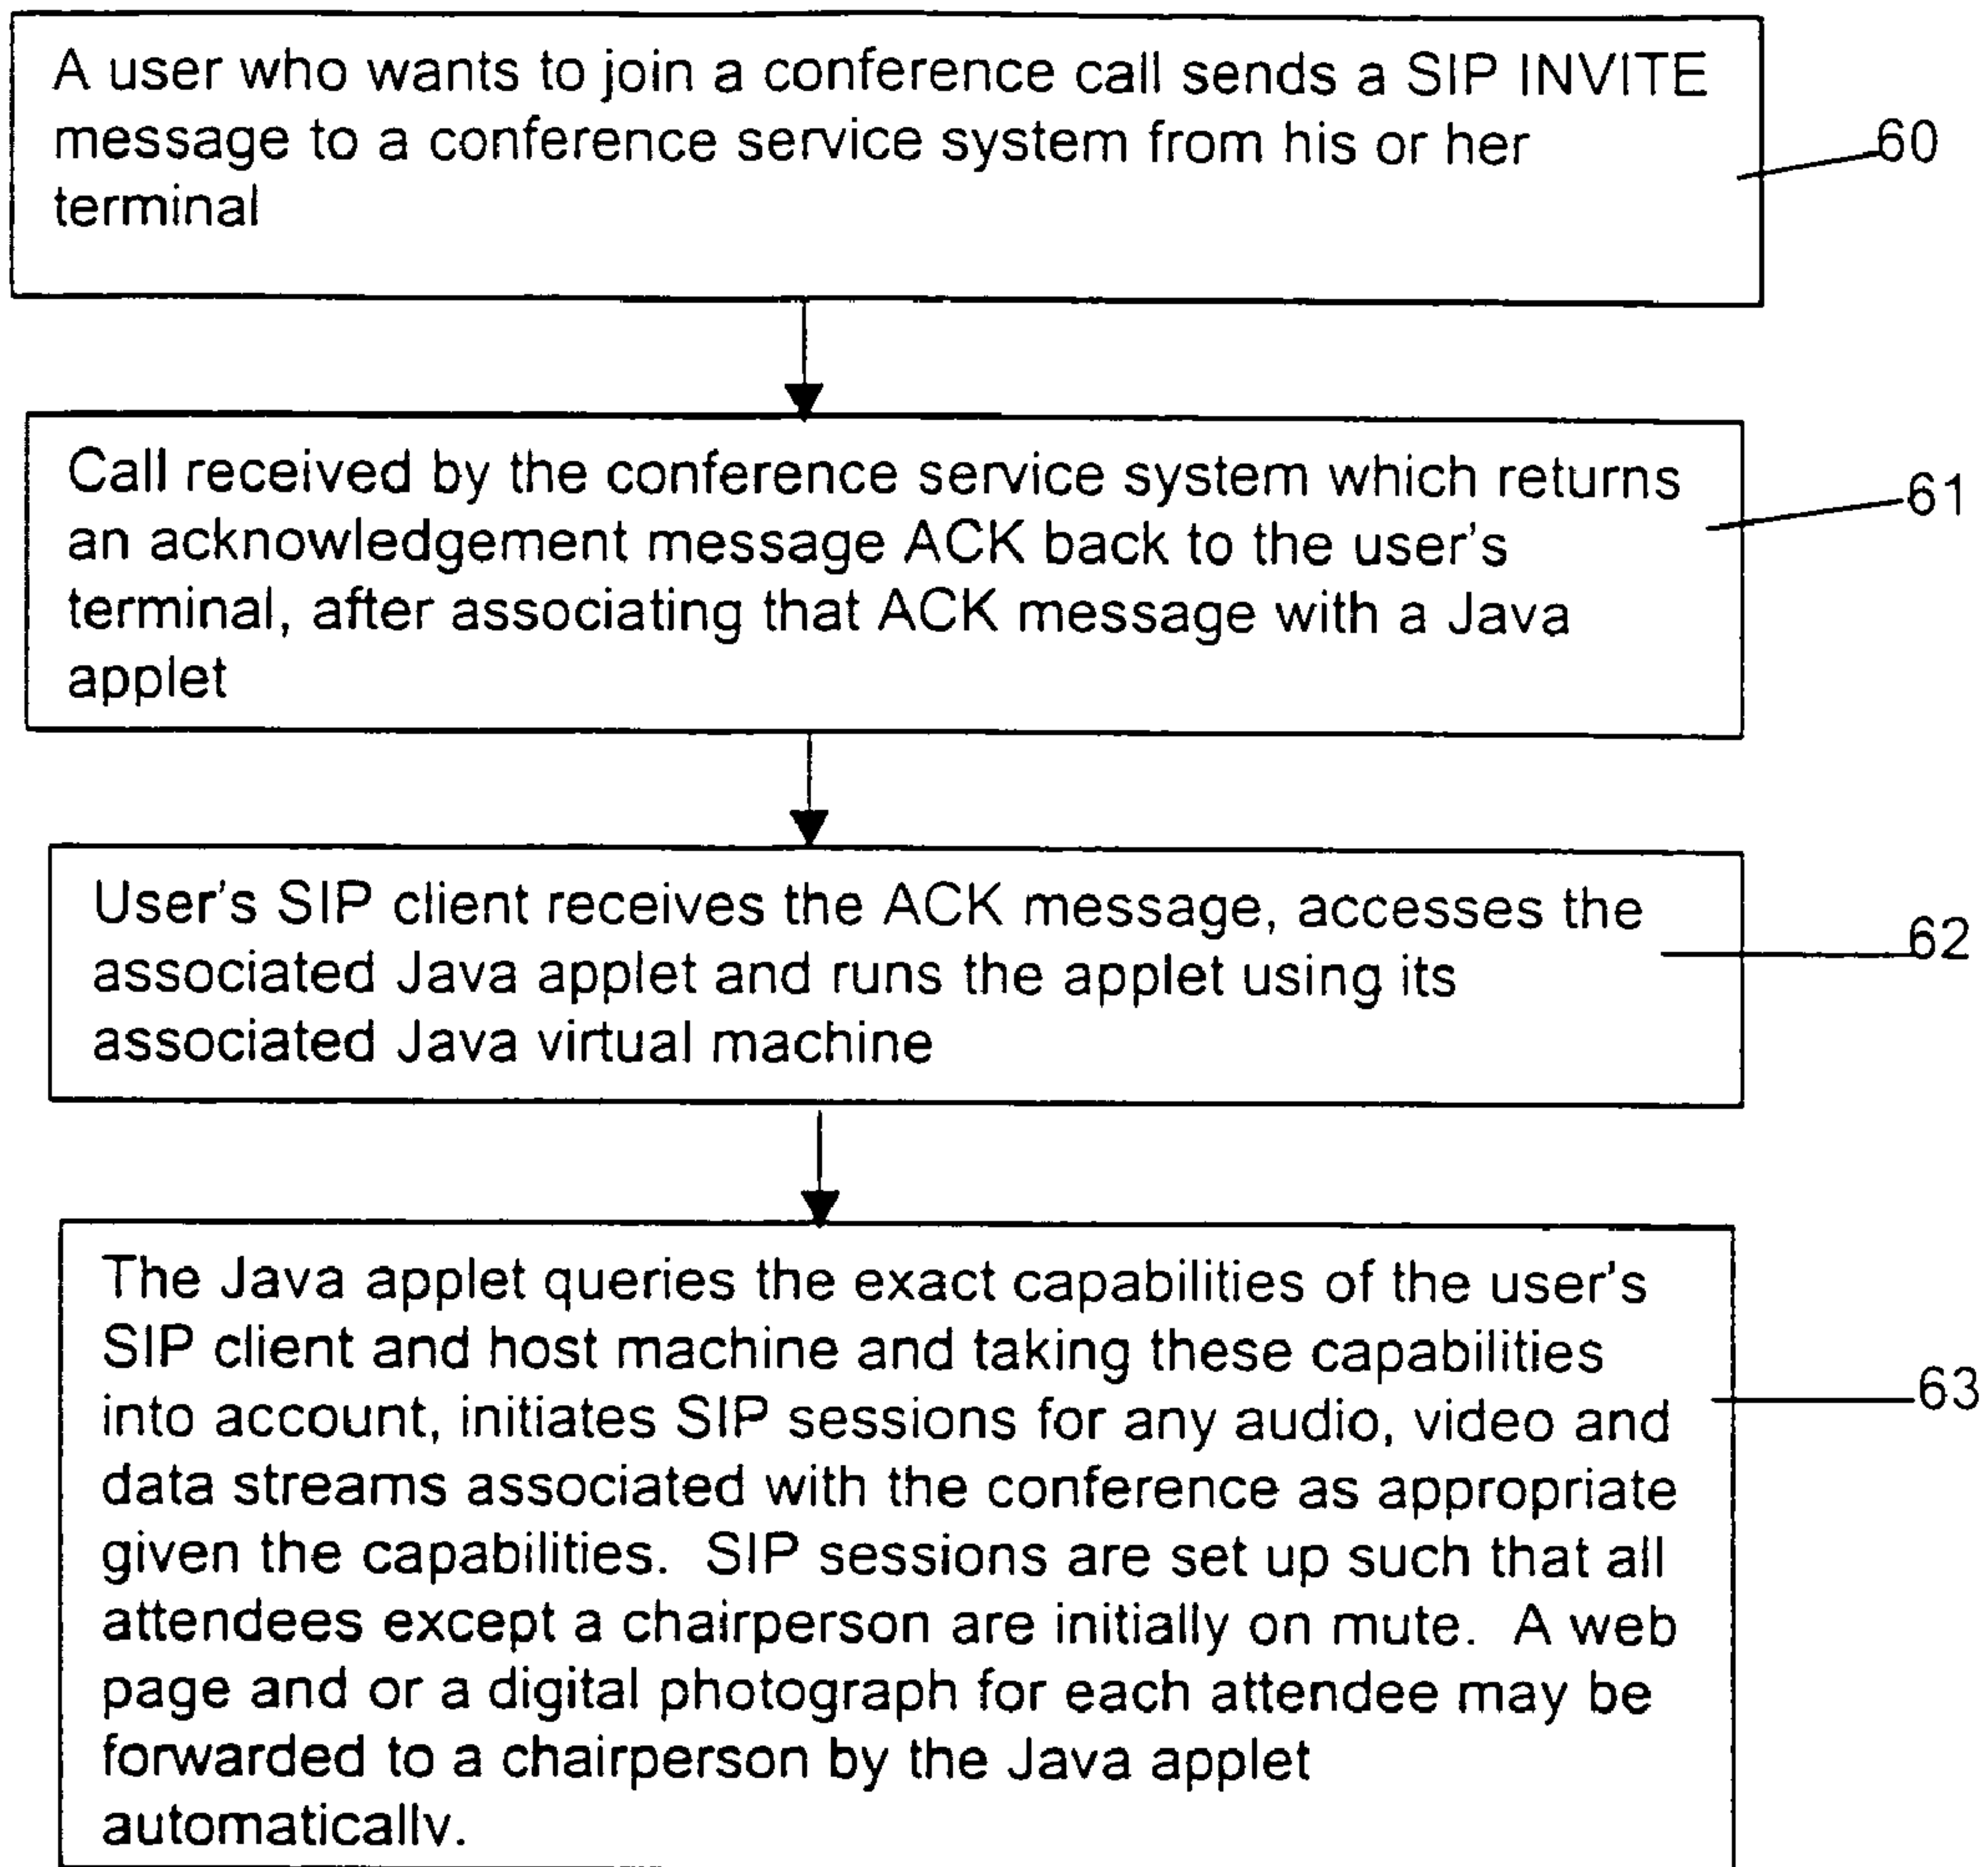 A user who wants to join a conference call sends a SIP INVITE
message to a conference service system from his or her
terminal
60
Call received by the conference service system which returns
an acknowledgement message ACK back to the user's
terminal, after associating that ACK message with a Java
applet
61
User's SIP client receives the ACK message, accesses the
associated Java applet and runs the applet using its
associated Java virtual machine
62
The Java applet queries the exact capabilities of the user's
SIP client and host machine and taking these capabilities
into account, initiates SIP sessions for any audio, video and
data streams associated with the conference as appropriate
given the capabilities. SIP sessions are set up such that all
attendees except a chairperson are initially on mute. A web
page and or a digital photograph for each attendee may be
forwarded to a chairperson by the Java applet
automatically.
63